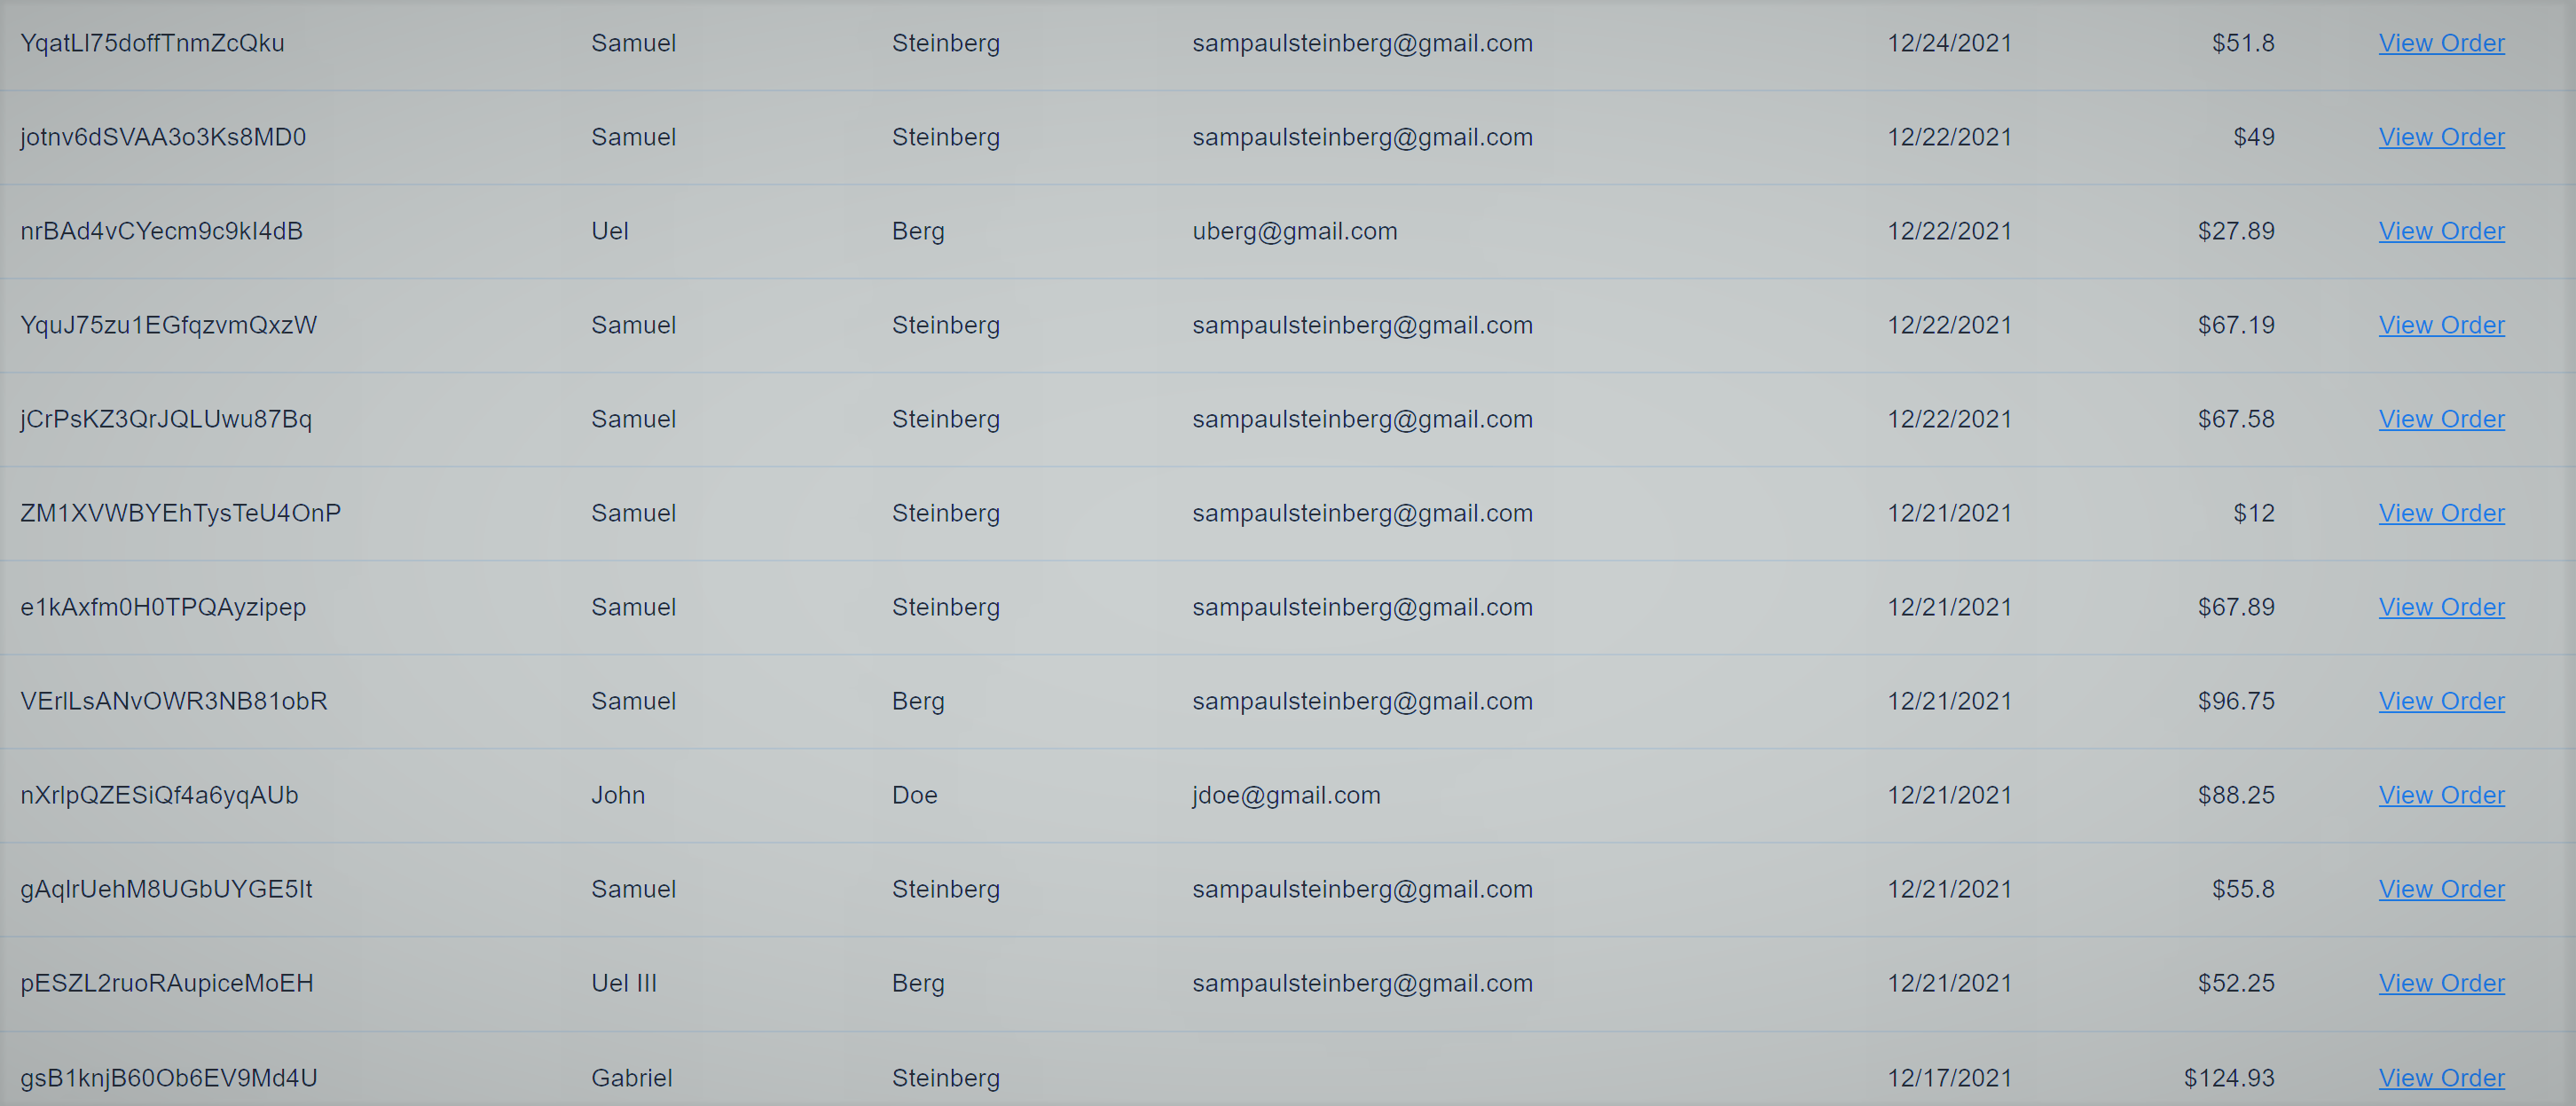 YqatLI75doffTnmZcQku Samuel Steinberg sampaulsteinberg@gmail.com 12/24/2021 $51.8 View Order
jotnv6dSVAA3o3Ks8MD0 Samuel Steinberg sampaulsteinberg@gmail.com 12/22/2021 $49 View Order
nrBAd4vCYecm9c9kI4dB Uel Berg uberg@gmail.com 12/22/2021 $27.89 View Order
YquJ75zu1EGfqzvmQxzW Samuel Steinberg sampaulsteinberg@gmail.com 12/22/2021 $67.19 View Order
jCrPsKZ3QrJQLUwu87Bq Samuel Steinberg sampaulsteinberg@gmail.com 12/22/2021 $67.58 View Order
ZM1XVWBYEhTysTeU4OnP Samuel Steinberg sampaulsteinberg@gmail.com 12/21/2021 $12 View Order
e1kAxfm0H0TPQAyzipep Samuel Steinberg sampaulsteinberg@gmail.com 12/21/2021 $67.89 View Order
VErlLsANvOWR3NB81obR Samuel Berg sampaulsteinberg@gmail.com 12/21/2021 $96.75 View Order
nXrlpQZESiQf4a6yqAUb John Doe jdoe@gmail.com 12/21/2021 $88.25 View Order
gAqlrUehM8UGbUYGE5lt Samuel Steinberg sampaulsteinberg@gmail.com 12/21/2021 $55.8 View Order
pESZL2ruoRAupiceMoEH Uel III Berg sampaulsteinberg@gmail.com 12/21/2021 $52.25 View Order
gsB1knjB60Ob6EV9Md4U Gabriel Steinberg 12/17/2021 $124.93 View Order